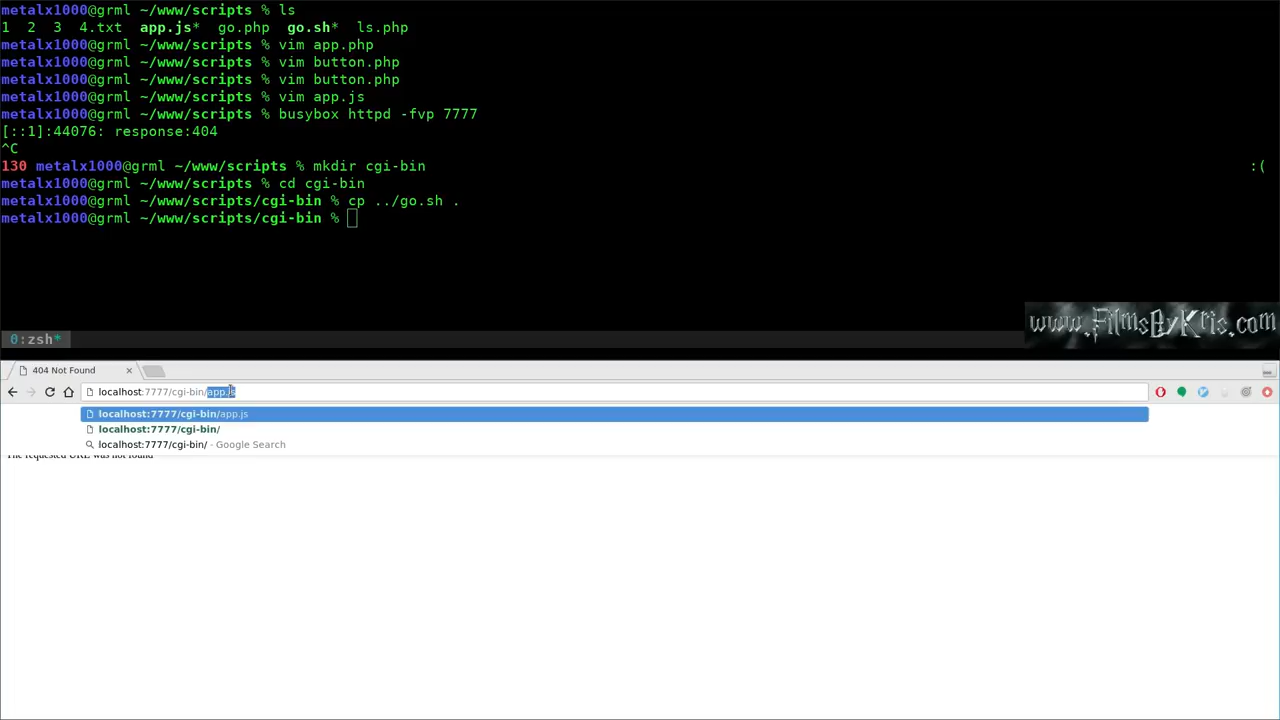 metalx1000@grml ~/www/scripts % ls
1 2 3 4.txt app.js* go.php go.sh* ls.php
metalx1000@grml ~/www/scripts % vim app.php
metalx1000@grml ~/www/scripts % vim button.php
metalx1000@grml ~/www/scripts % vim button.php
metalx1000@grml ~/www/scripts % vim app.js
metalx1000@grml ~/www/scripts % busybox httpd -fvp 7777
[::1]:44076: response:404
^C
130 metalx1000@grml ~/www/scripts % mkdir cgi-bin :(
metalx1000@grml ~/www/scripts % cd cgi-bin
metalx1000@grml ~/www/scripts/cgi-bin % cp ../go.sh .
metalx1000@grml ~/www/scripts/cgi-bin %
www.FilmsByKris.com
0:zsh*
404 Not Found
localhost:7777/cgi-bin/app.js
localhost:7777/cgi-bin/app.js
localhost:7777/cgi-bin/
localhost:7777/cgi-bin/ - Google Search
The requested URL was not found